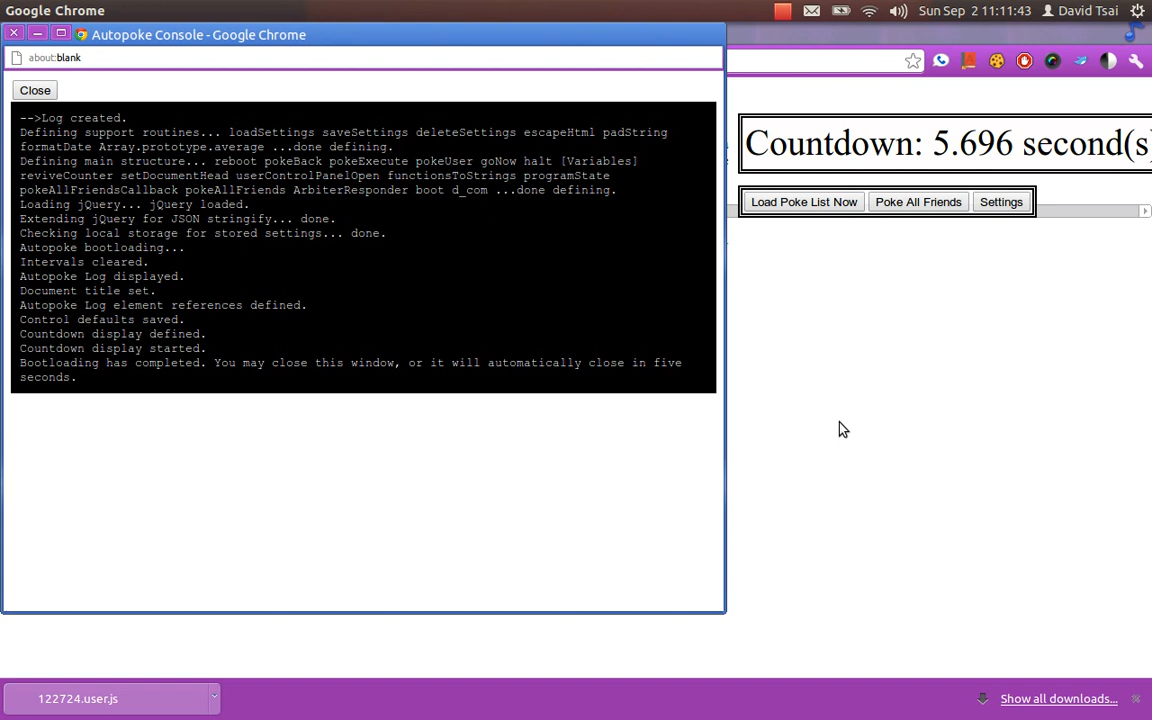 Google Chrome
Sun Sep 2 11:11:43 David Tsai
Autopoke Console - Google Chrome
about:blank
Close
-->Log created.
Defining support routines... loadSettings saveSettings deleteSettings escapeHtml padString
formatDate Array.prototype.average ...done defining.
Defining main structure... reboot pokeBack pokeExecute pokeUser goNow halt [Variables]
reviveCounter setDocumentHead userControlPanelOpen functionsToStrings programState
pokeAllFriendsCallback pokeAllFriends ArbiterResponder boot d_com ...done defining.
Loading jQuery... jQuery loaded.
Extending jQuery for JSON stringify... done.
Checking local storage for stored settings... done.
Autopoke bootloading...
Intervals cleared.
Autopoke Log displayed.
Document title set.
Autopoke Log element references defined.
Control defaults saved.
Countdown display defined.
Countdown display started.
Bootloading has completed. You may close this window, or it will automatically close in five
seconds.
Countdown: 5.696 second(s
Load Poke List Now Poke All Friends Settings
122724.user.js
Show all downloads...